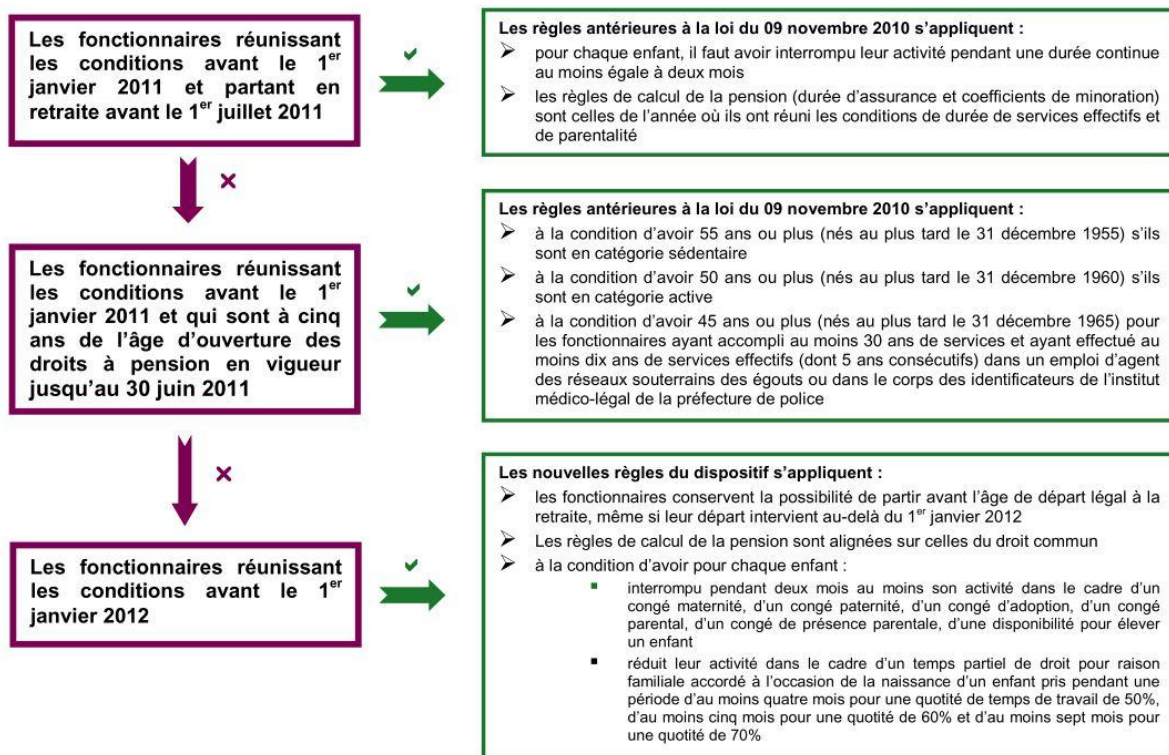 Les fonctionnaires réunissant
les conditions avant le 1er
janvier 2011 et partant en
retraite avant le 1er juillet 2011
Les règles antérieures à la loi du 09 novembre 2010 s’appliquent :
pour chaque enfant, il faut avoir interrompu leur activité pendant une durée continue
au moins égale à deux mois
les règles de calcul de la pension (durée d’assurance et coefficients de minoration)
sont celles de l’année où ils ont réuni les conditions de durée de services effectifs et
de parentalité
Les fonctionnaires réunissant
les conditions avant le 1er
janvier 2011 et qui sont à cinq
ans de l’âge d’ouverture des
droits à pension en vigueur
jusqu’au 30 juin 2011
Les règles antérieures à la loi du 09 novembre 2010 s’appliquent :
à la condition d’avoir 55 ans ou plus (nés au plus tard le 31 décembre 1955) s’ils
sont en catégorie sédentaire
à la condition d’avoir 50 ans ou plus (nés au plus tard le 31 décembre 1960) s’ils
sont en catégorie active
à la condition d’avoir 45 ans ou plus (nés au plus tard le 31 décembre 1965) pour
les fonctionnaires ayant accompli au moins 30 ans de services et ayant effectué au
moins dix ans de services effectifs (dont 5 ans consécutifs) dans un emploi d’agent
des réseaux souterrains des égouts ou dans le corps des identificateurs de l’institut
médico-légal de la préfecture de police
Les fonctionnaires réunissant
les conditions avant le 1er
janvier 2012
Les nouvelles règles du dispositif s’appliquent :
les fonctionnaires conservent la possibilité de partir avant l’âge de départ légal à la
retraite, même si leur départ intervient au-delà du 1er janvier 2012
Les règles de calcul de la pension sont alignées sur celles du droit commun
à la condition d’avoir pour chaque enfant :
interrompu pendant deux mois au moins son activité dans le cadre d’un
congé maternité, d’un congé paternité, d’un congé d’adoption, d’un congé
parental, d’un congé de présence parentale, d’une disponibilité pour élever
un enfant
réduit leur activité dans le cadre d’un temps partiel de droit pour raison
familiale accordé à l’occasion de la naissance d’un enfant pris pendant une
période d’au moins quatre mois pour une quotité de temps de travail de 50%,
d’au moins cinq mois pour une quotité de 60% et d’au moins sept mois pour
une quotité de 70%